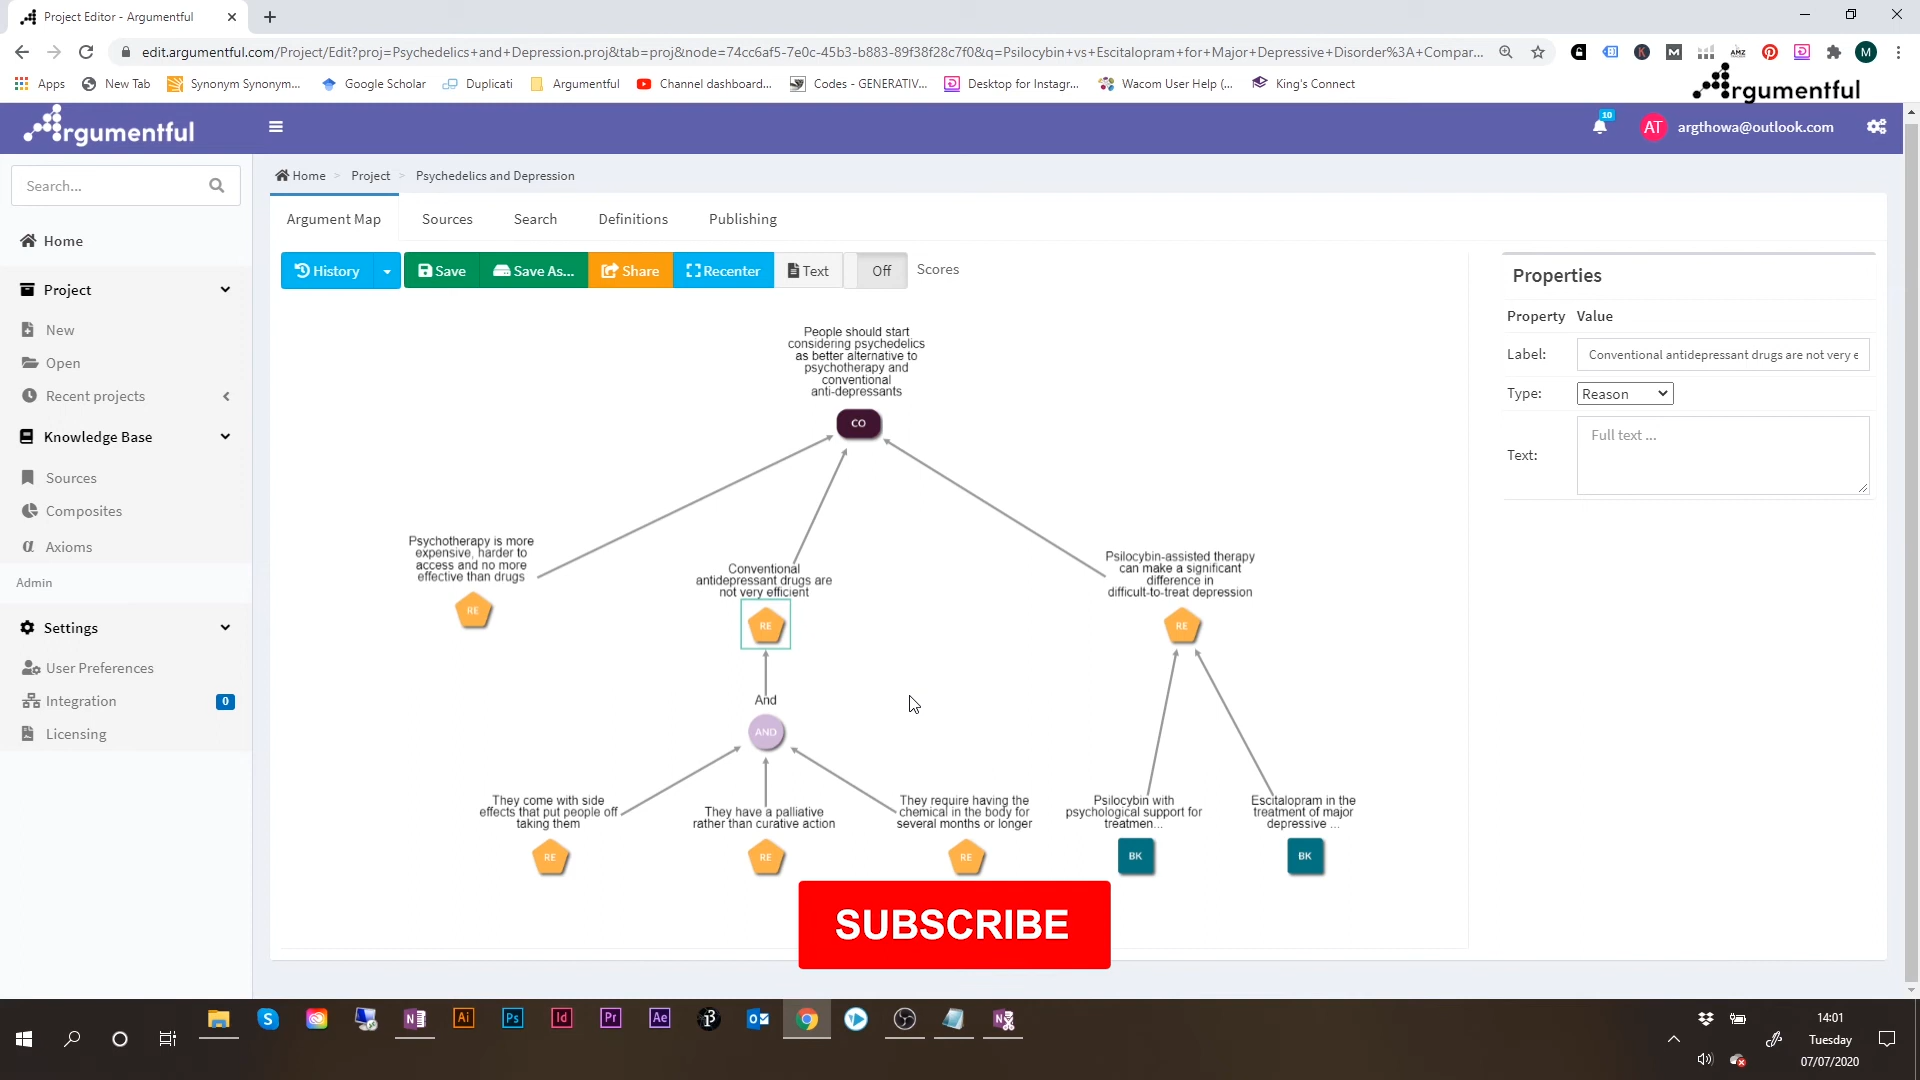 Project Editor - Argumentful
edit.argumentful.com/Project/Edit?proj=Psychedelics+and+Depression.proj&tab=proj&node=74cc6af5-7e0c-45b3-b883-89f38f28c7f0&q=Psilocybin+vs+Escitalopram+for+Major+Depressive+Disorder%3A+Compar...
Apps
New Tab
Synonym Synonym...
Google Scholar
Duplicati
Argumentful
Channel dashboard...
Codes - GENERATIV...
Desktop for Instagr...
Wacom User Help (...
King's Connect
rgumentful
rgumentful
10
AT
argthowa@outlook.com
Search...
Home > Project > Psychedelics and Depression
Argument Map
Sources
Search
Definitions
Publishing
Home
Project
New
Open
Recent projects
Knowledge Base
Sources
Composites
Axioms
Admin
Settings
User Preferences
Integration
0
Licensing
History
Save
Save As...
Share
Recenter
Text
Off
Scores
Properties
Property Value
Label:
Conventional antidepressant drugs are not very e
Type:
Reason
Text:
Full text ...
People should start
considering psychedelics
as better alternative to
psychotherapy and
conventional
anti-depressants
CO
Psychotherapy is more
expensive, harder to
access and no more
effective than drugs
RE
Conventional
antidepressant drugs are
not very efficient
RE
Psilocybin-assisted therapy
can make a significant
difference in
difficult-to-treat depression
RE
And
AND
They come with side
effects that put people off
taking them
RE
They have a palliative
rather than curative action
RE
They require having the
chemical in the body for
several months or longer
RE
Psilocybin with
psychological support for
treatmen...
BK
Escitalopram in the
treatment of major
depressive ...
BK
SUBSCRIBE
Ai
Ps
Id
Pr
Ae
14:01
Tuesday
07/07/2020